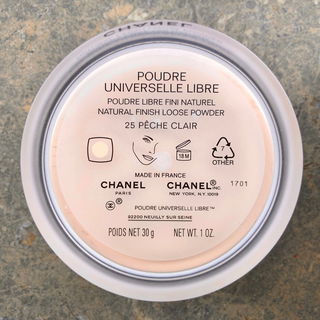 CHANEL
POUDRE
UNIVERSELLE LIBRE
POUDRE LIBRE FINI NATUREL
NATURAL FINISH LOOSE POWDER
25 PÊCHE CLAIR
18 M
7
OTHER
MADE IN FRANCE
CHANEL CHANEL INC.
PARIS NEW YORK, N.Y. 10019
1701
POUDRE UNIVERSELLE LIBRE™
92200 NEUILLY SUR SEINE
POIDS NET 30 g NET WT. 1 OZ.